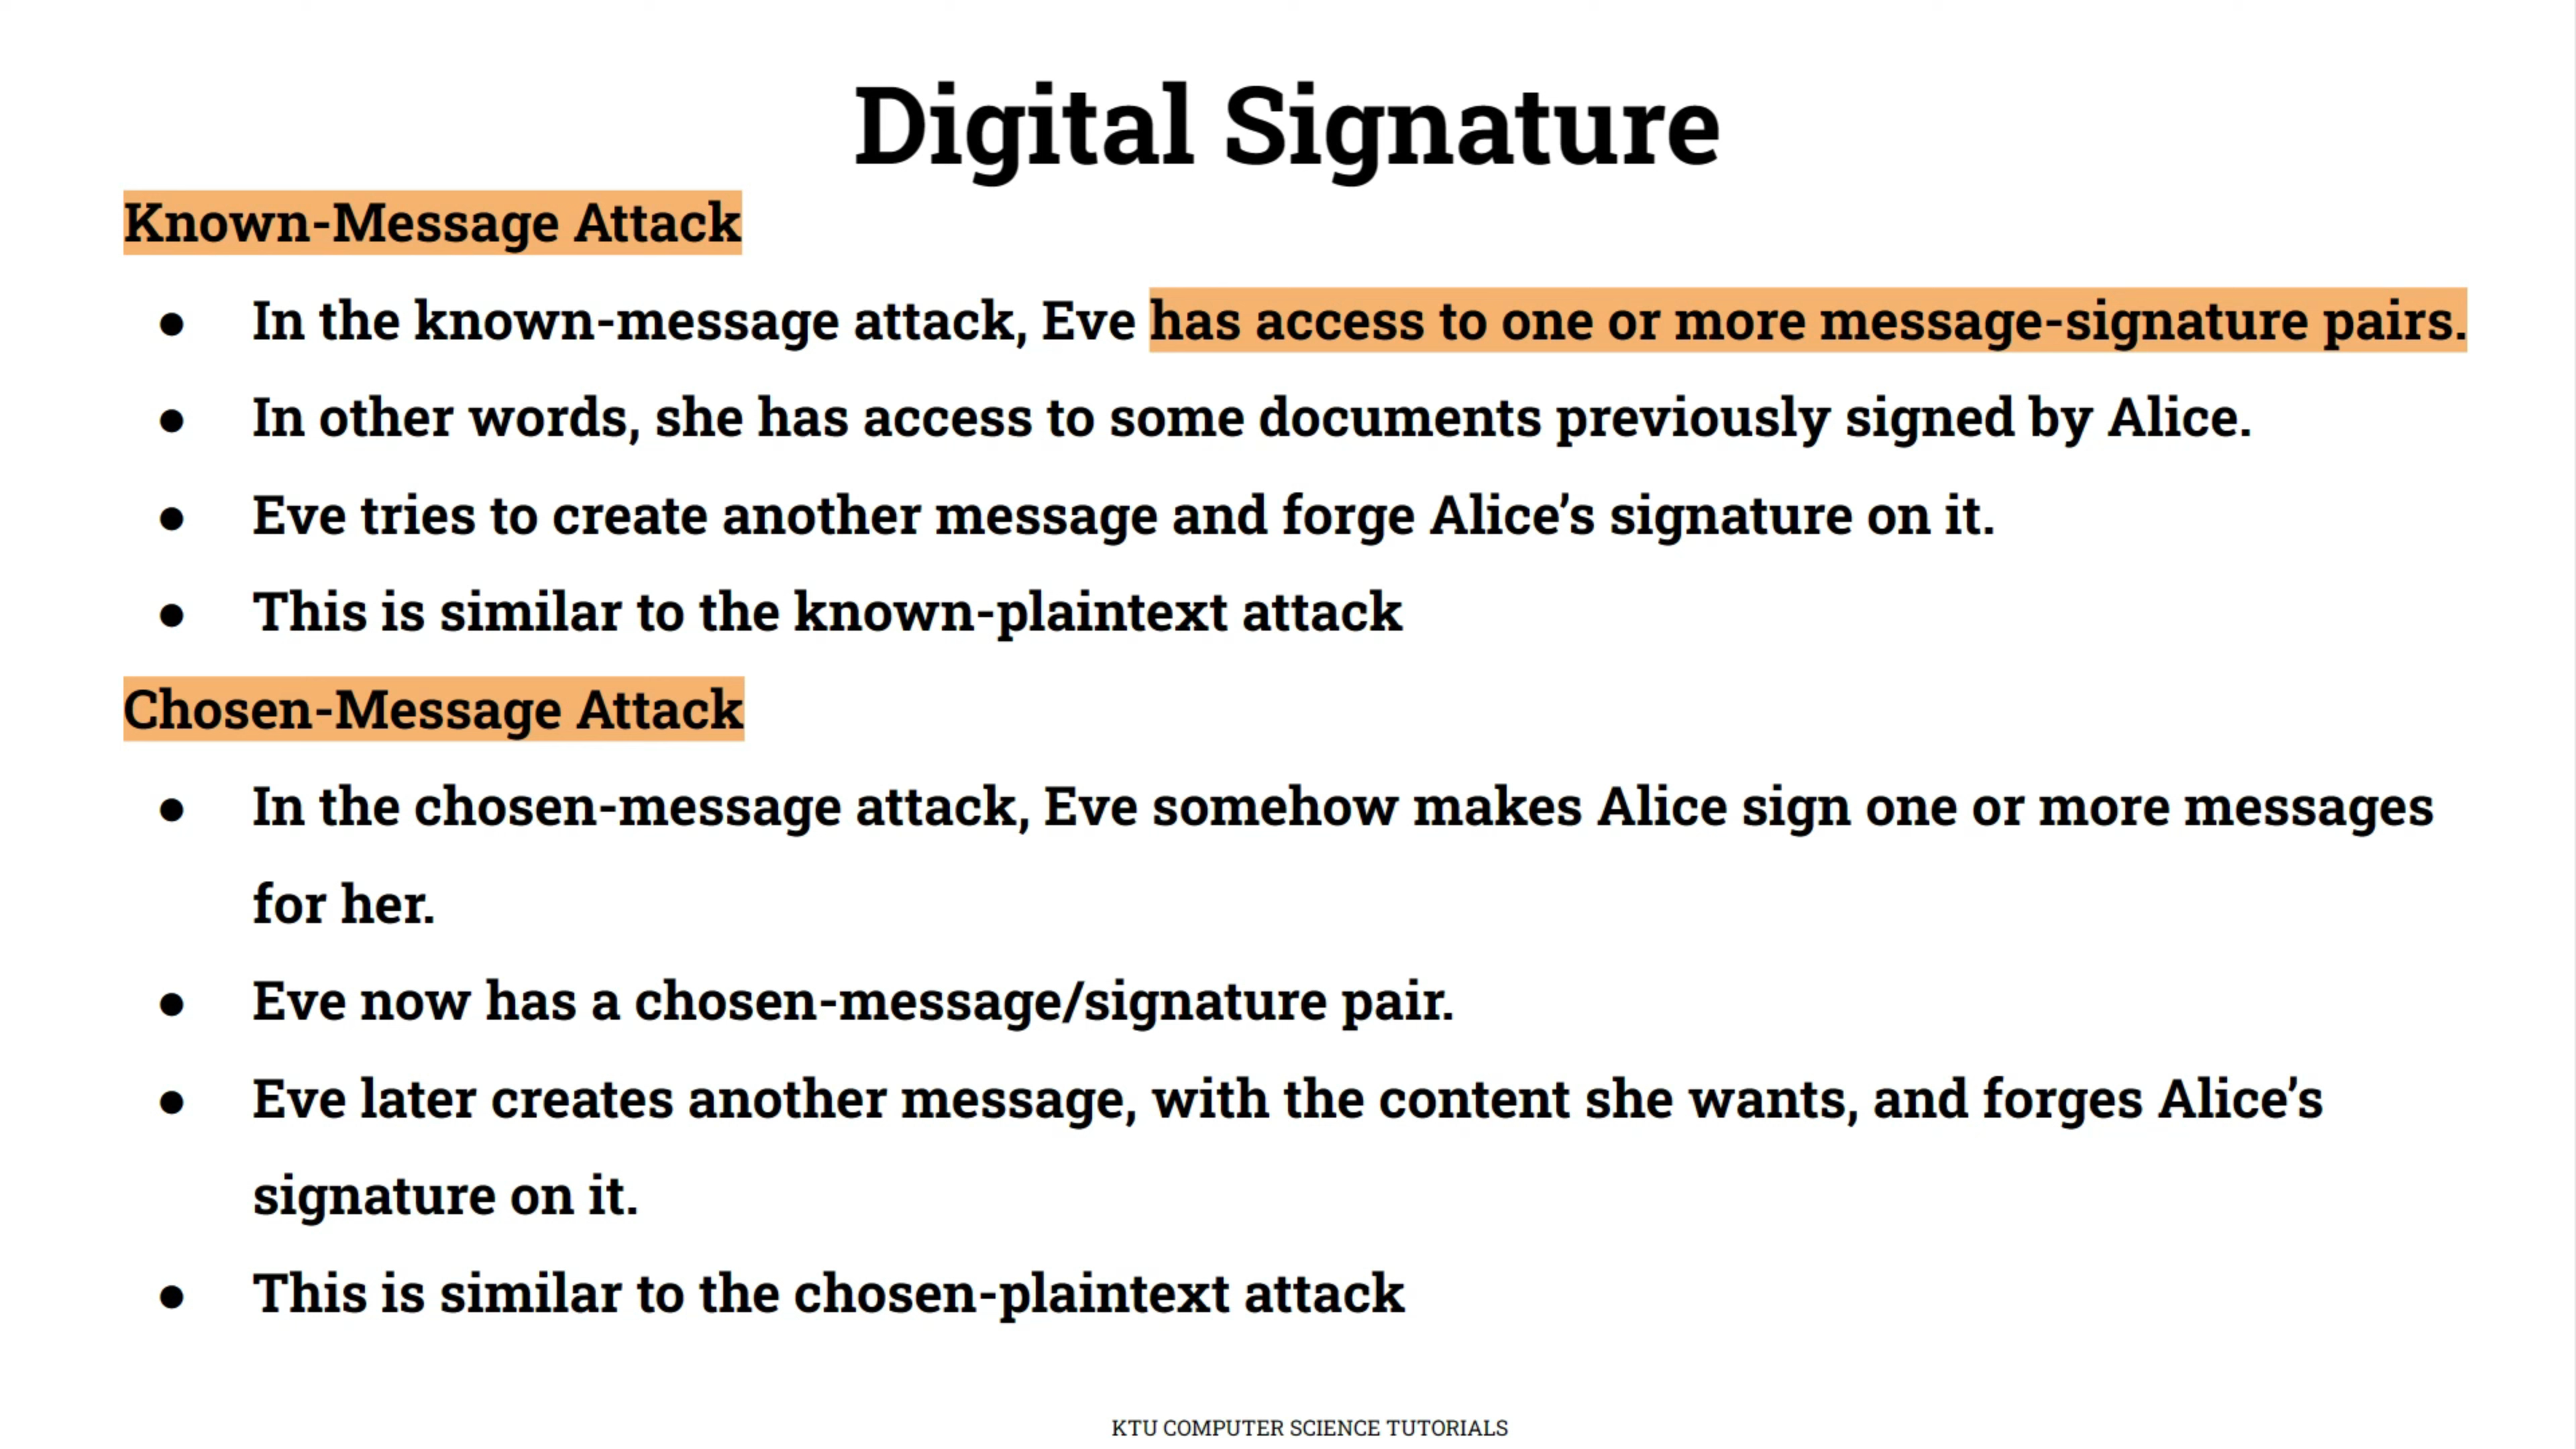 Digital Signature
Known-Message Attack
● In the known-message attack, Eve has access to one or more message-signature pairs.
● In other words, she has access to some documents previously signed by Alice.
● Eve tries to create another message and forge Alice’s signature on it.
● This is similar to the known-plaintext attack
Chosen-Message Attack
● In the chosen-message attack, Eve somehow makes Alice sign one or more messages
for her.
● Eve now has a chosen-message/signature pair.
● Eve later creates another message, with the content she wants, and forges Alice’s
signature on it.
● This is similar to the chosen-plaintext attack
KTU COMPUTER SCIENCE TUTORIALS